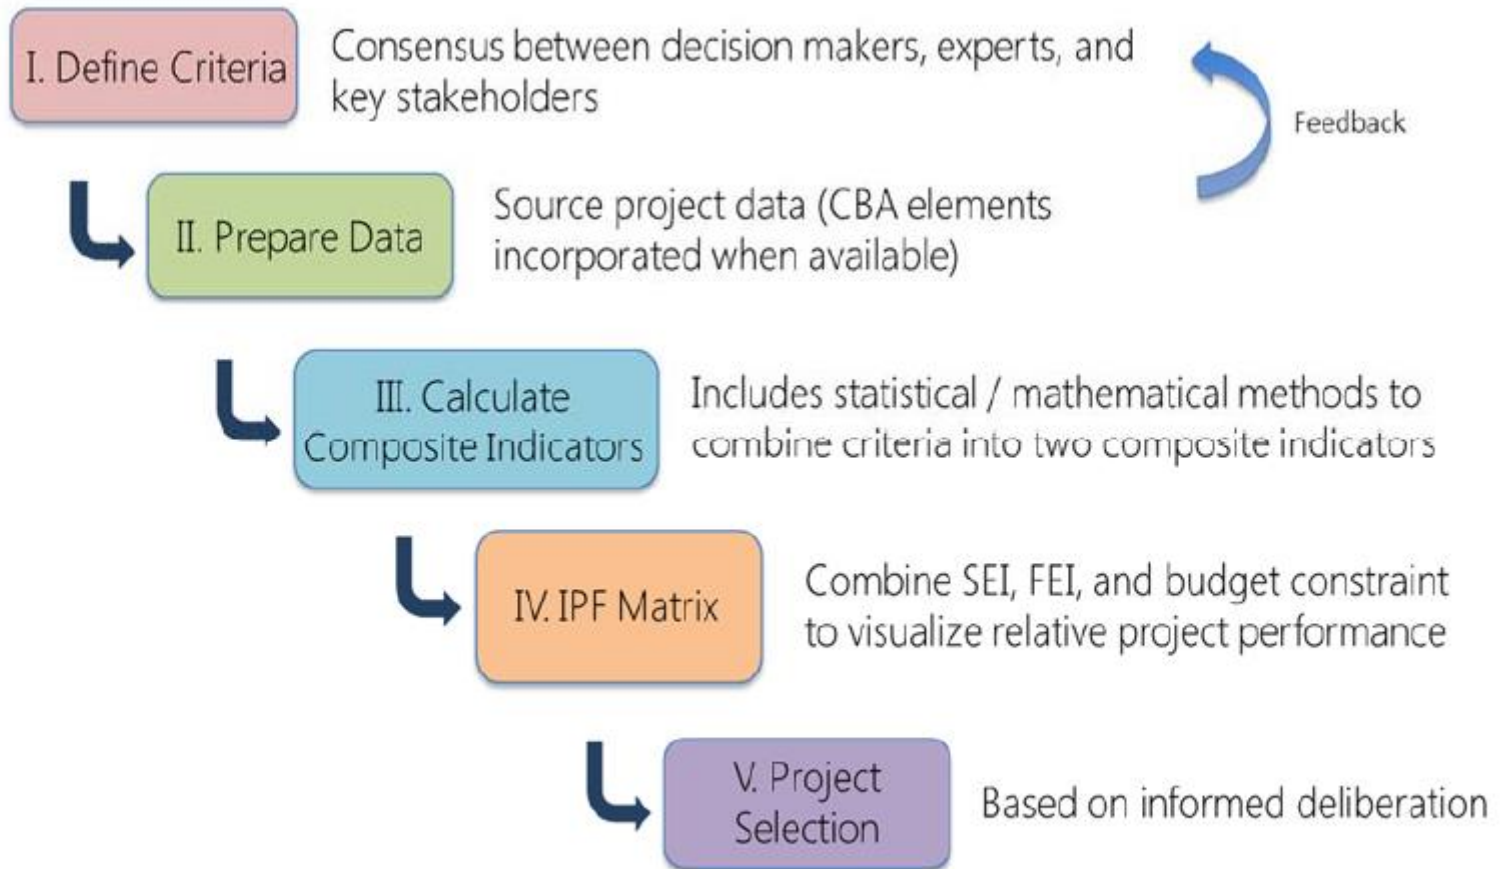 I. Define Criteria
Consensus between decision makers, experts, and
key stakeholders
Feedback
II. Prepare Data
Source project data (CBA elements
incorporated when available)
III. Calculate
Composite Indicators
Includes statistical / mathematical methods to
combine criteria into two composite indicators
IV. IPF Matrix
Combine SEI, FEI, and budget constraint
to visualize relative project performance
V. Project
Selection
Based on informed deliberation